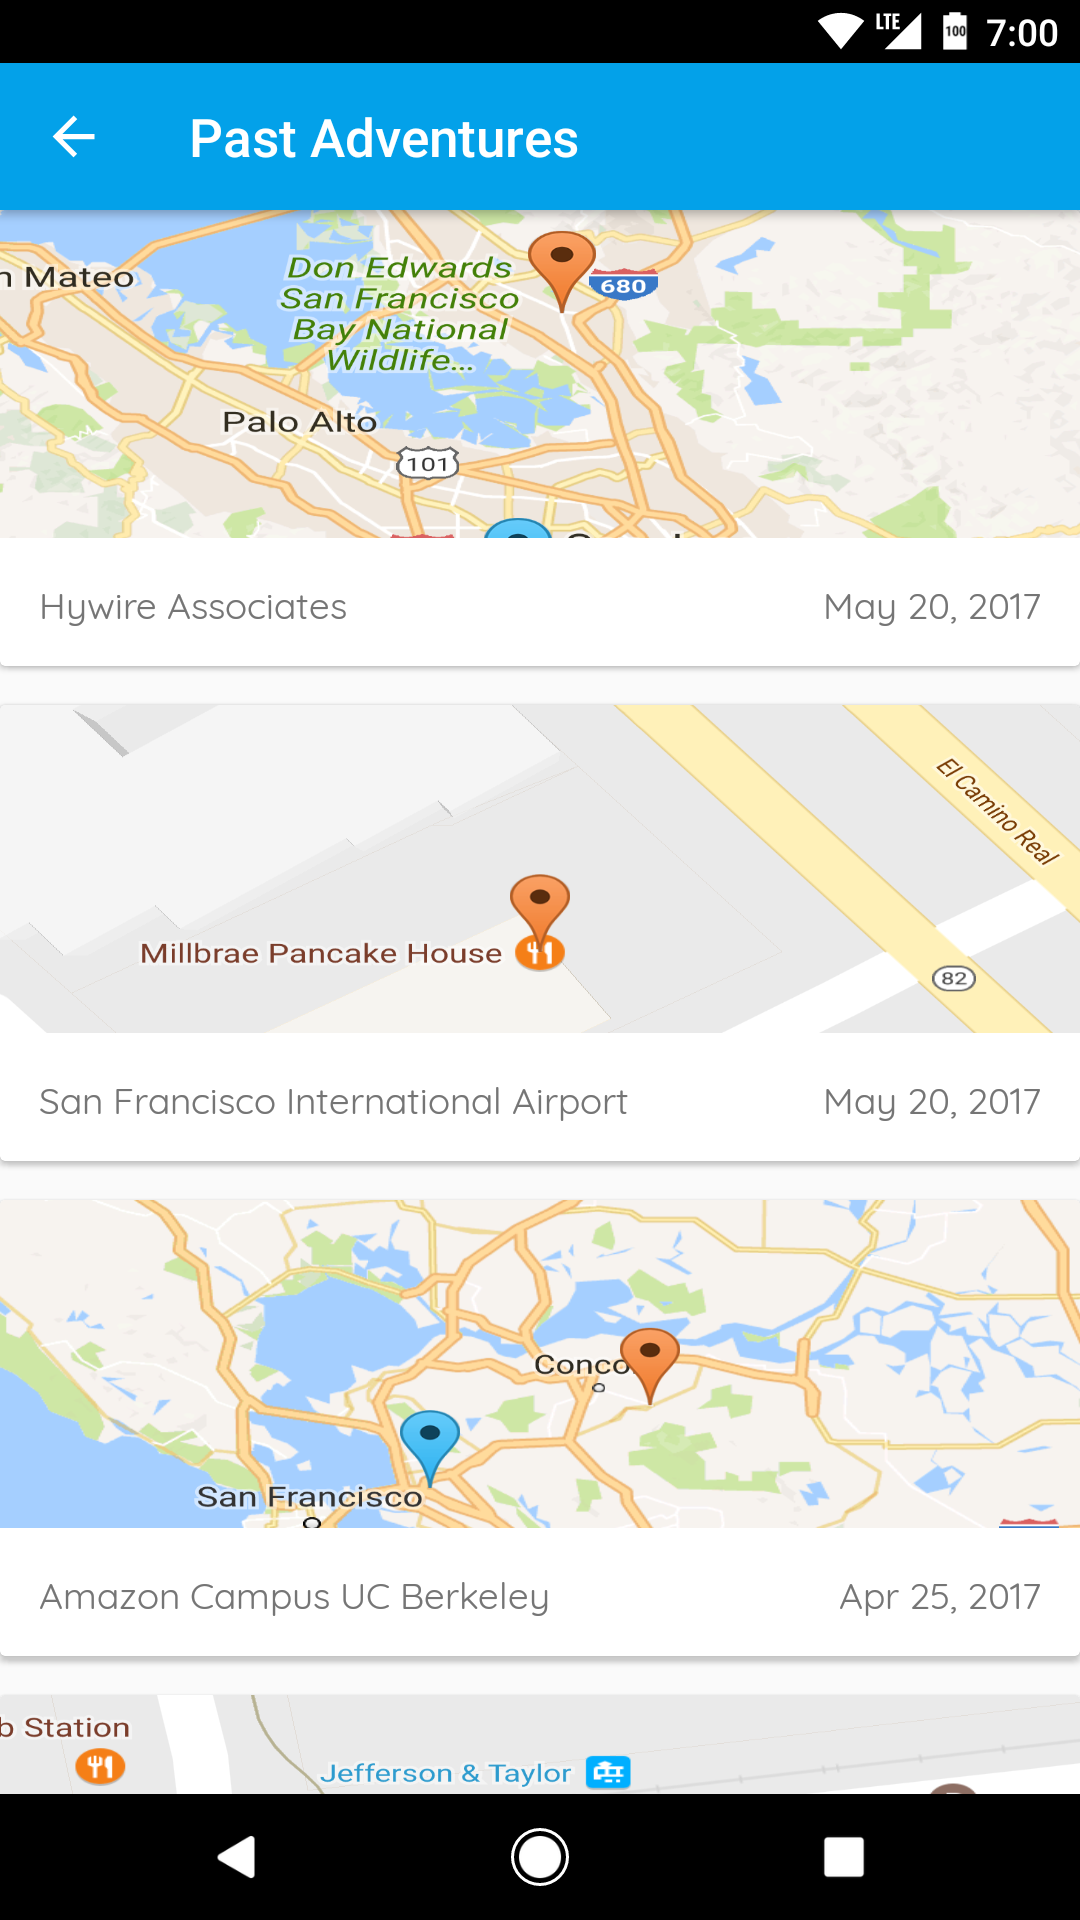 LTE 100 7:00
Past Adventures
Mateo
Don Edwards
San Francisco
Bay National
Wildlife...
680
Palo Alto
101
Hywire Associates May 20, 2017
El Camino Real
Millbrae Pancake House
82
San Francisco International Airport May 20, 2017
Conco
San Francisco
Amazon Campus UC Berkeley Apr 25, 2017
b Station
Jefferson & Taylor